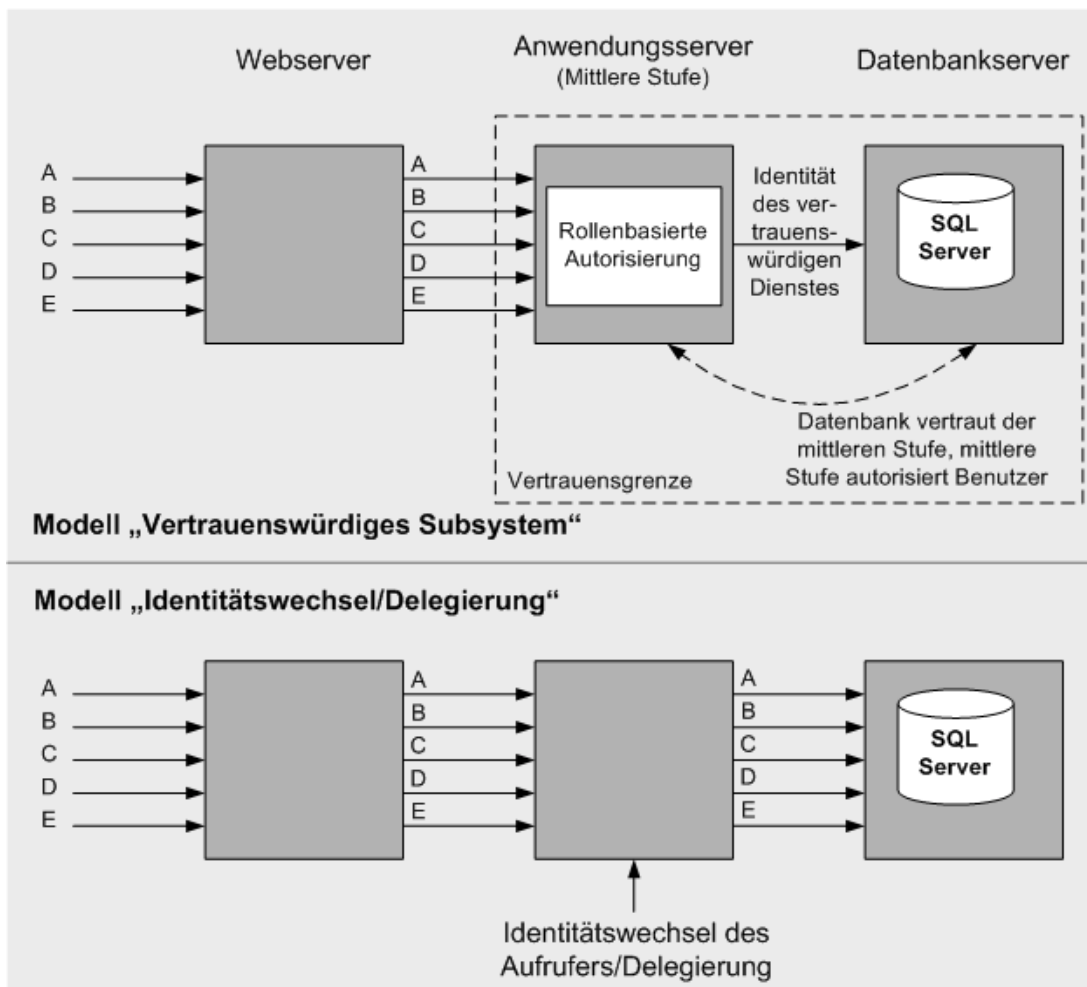 Webserver
Anwendungsserver
(Mittlere Stufe)
Datenbankserver
A
B
C
D
E
A
B
C
D
E
Rollenbasierte
Autorisierung
Identität
des ver-
trauens-
würdigen
Dienstes
SQL
Server
Datenbank vertraut der
mittleren Stufe, mittlere
Stufe autorisiert Benutzer
Vertrauensgrenze
Modell „Vertrauenswürdiges Subsystem“
Modell „Identitätswechsel/Delegierung“
A
B
C
D
E
A
B
C
D
E
A
B
C
D
E
SQL
Server
Identitätswechsel des
Aufrufers/Delegierung